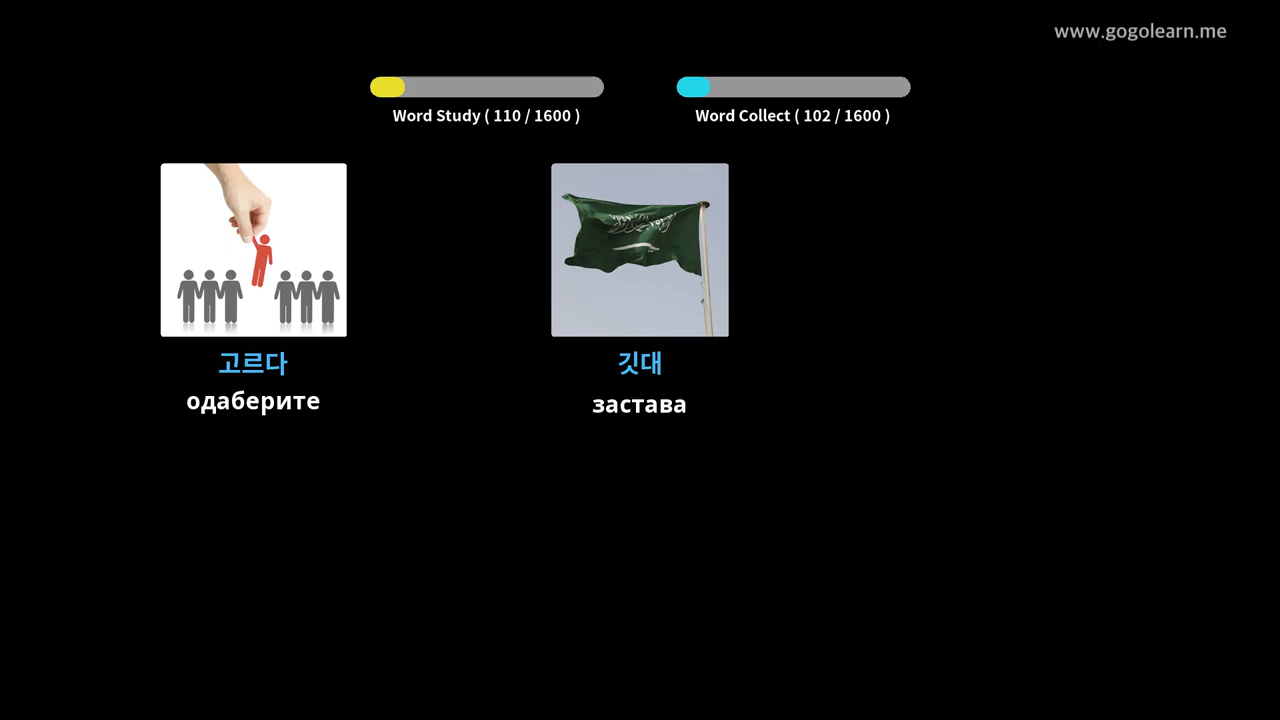 www.gogolearn.me
Word Study ( 110 / 1600 )
Word Collect ( 102 / 1600 )
고르다
одаберите
깃대
застава